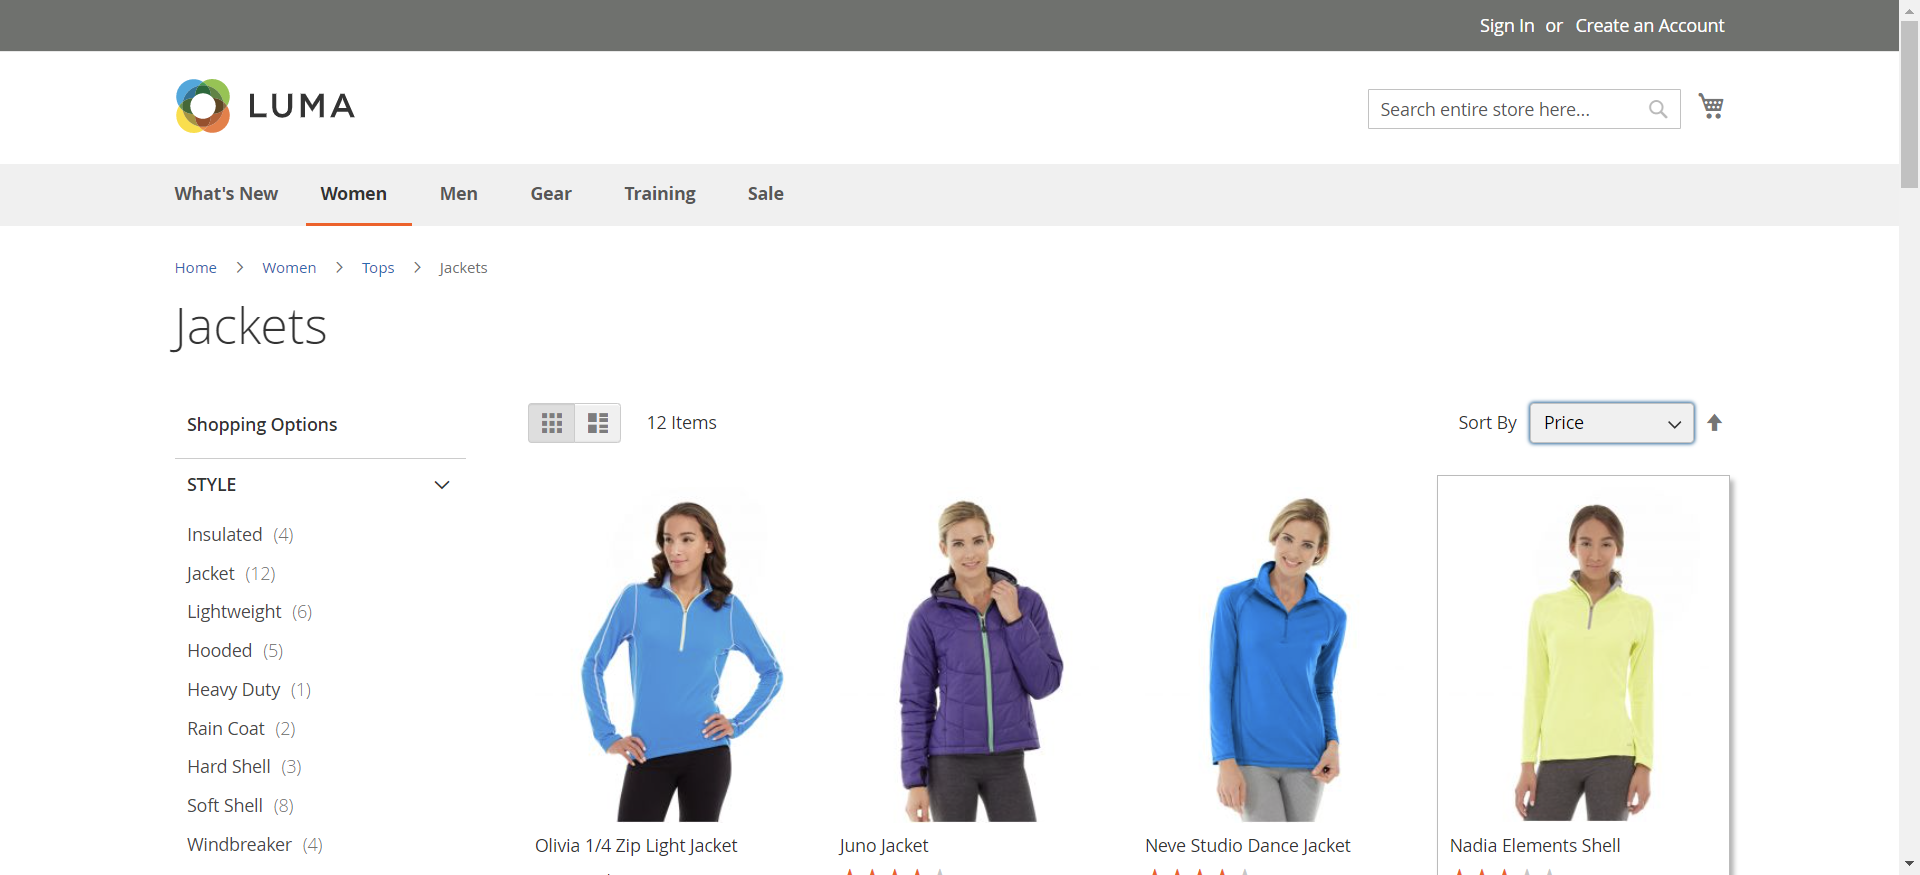 Sign In or Create an Account
LUMA
Search entire store here...
What's New Women Men Gear Training Sale
Home Women Tops Jackets
Jackets
Shopping Options
12 Items
Sort By Price
STYLE
Insulated (4)
Jacket (12)
Lightweight (6)
Hooded (5)
Heavy Duty (1)
Rain Coat (2)
Hard Shell (3)
Soft Shell (8)
Windbreaker (4)
Olivia 1/4 Zip Light Jacket
Juno Jacket
Neve Studio Dance Jacket
Nadia Elements Shell